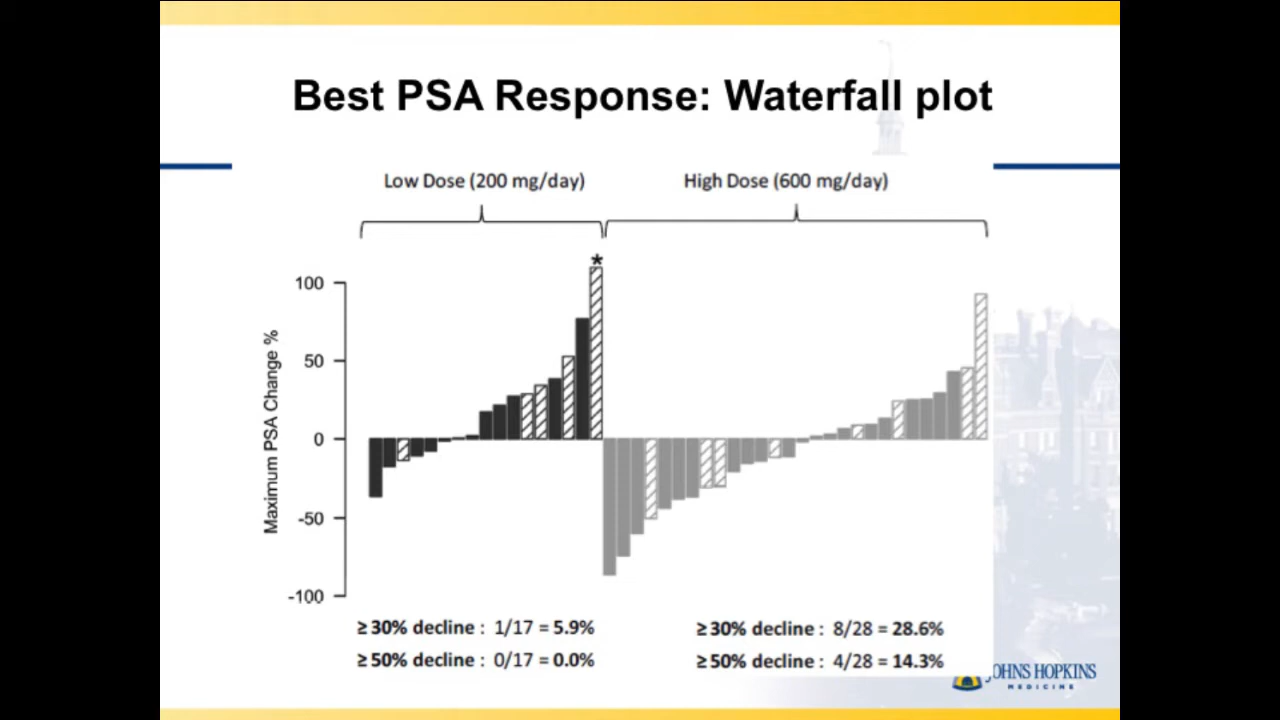 Best PSA Response: Waterfall plot
Low Dose (200 mg/day)
High Dose (600 mg/day)
*
100
50
0
-50
-100
Maximum PSA Change %
≥ 30% decline : 1/17 = 5.9%
≥ 50% decline : 0/17 = 0.0%
≥ 30% decline : 8/28 = 28.6%
≥ 50% decline : 4/28 = 14.3%
JOHNS HOPKINS
MEDICINE